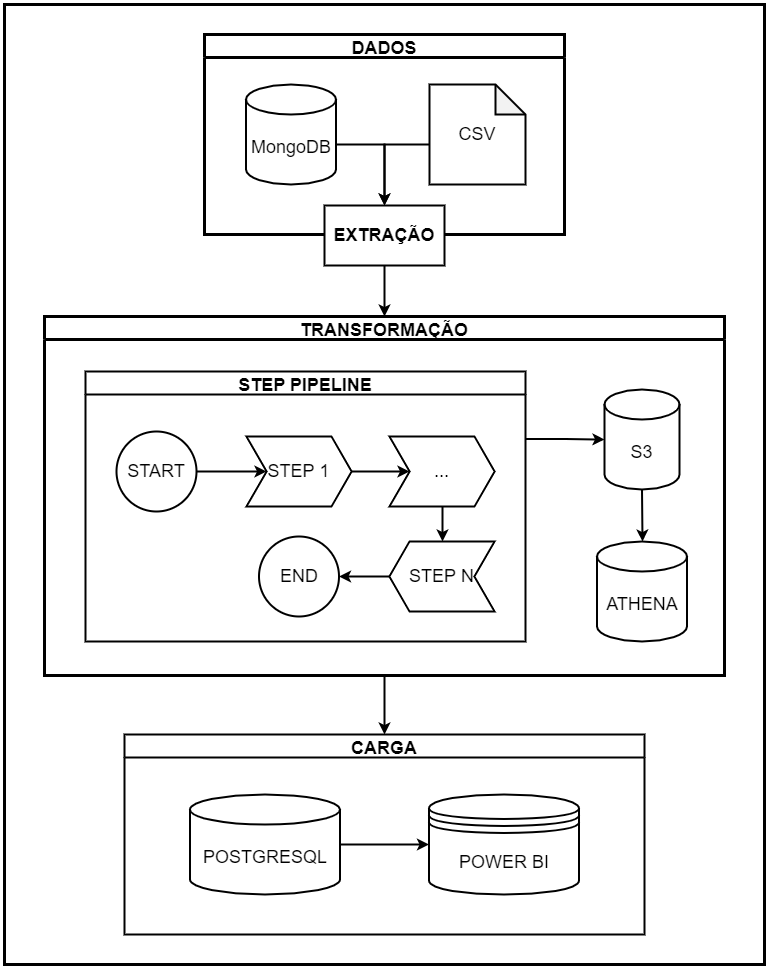 DADOS
MongoDB
CSV
EXTRAÇÃO
TRANSFORMAÇÃO
STEP PIPELINE
START
STEP 1
...
S3
END
STEP N
ATHENA
CARGA
POSTGRESQL
POWER BI